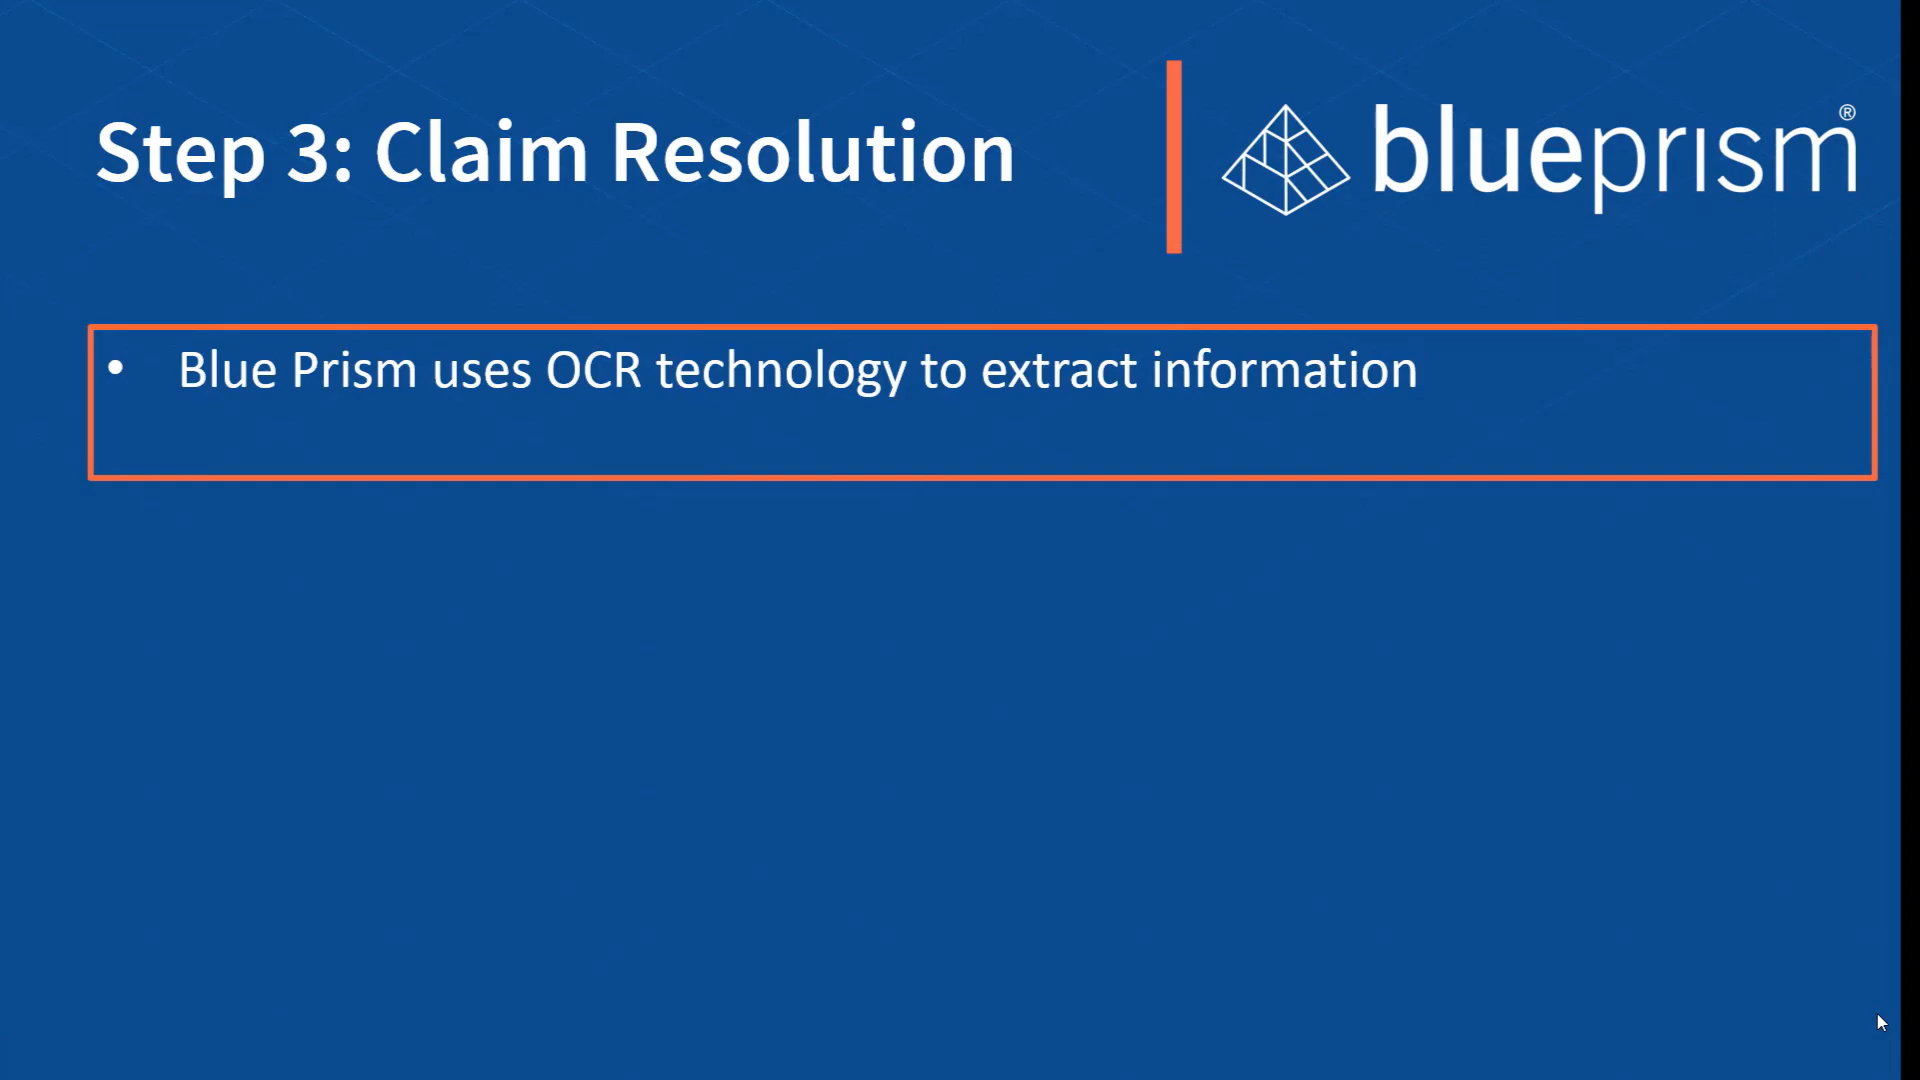 Step 3: Claim Resolution
blueprism®
• Blue Prism uses OCR technology to extract information